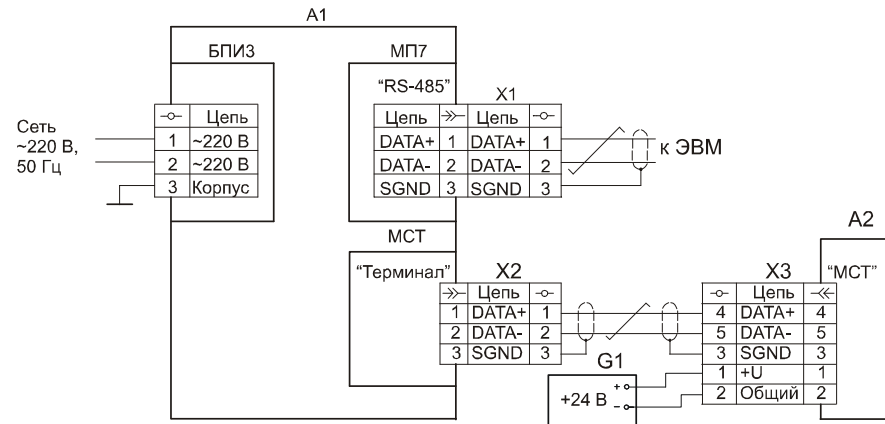 A1
БПИ3
МП7
"RS-485"
X1
Цепь
1 ~220 В
2 ~220 В
3 Корпус
Сеть
~220 В,
50 Гц
Цепь Цепь
DATA+ 1 DATA+ 1
DATA- 2 DATA- 2
SGND 3 SGND 3
к ЭВМ
МСТ
"Терминал"
X2
Цепь
1 DATA+ 1
2 DATA- 2
3 SGND 3
A2
X3
"МСТ"
Цепь
4 DATA+ 4
5 DATA- 5
3 SGND 3
1 +U 1
2 Общий 2
G1
+24 В
+
-